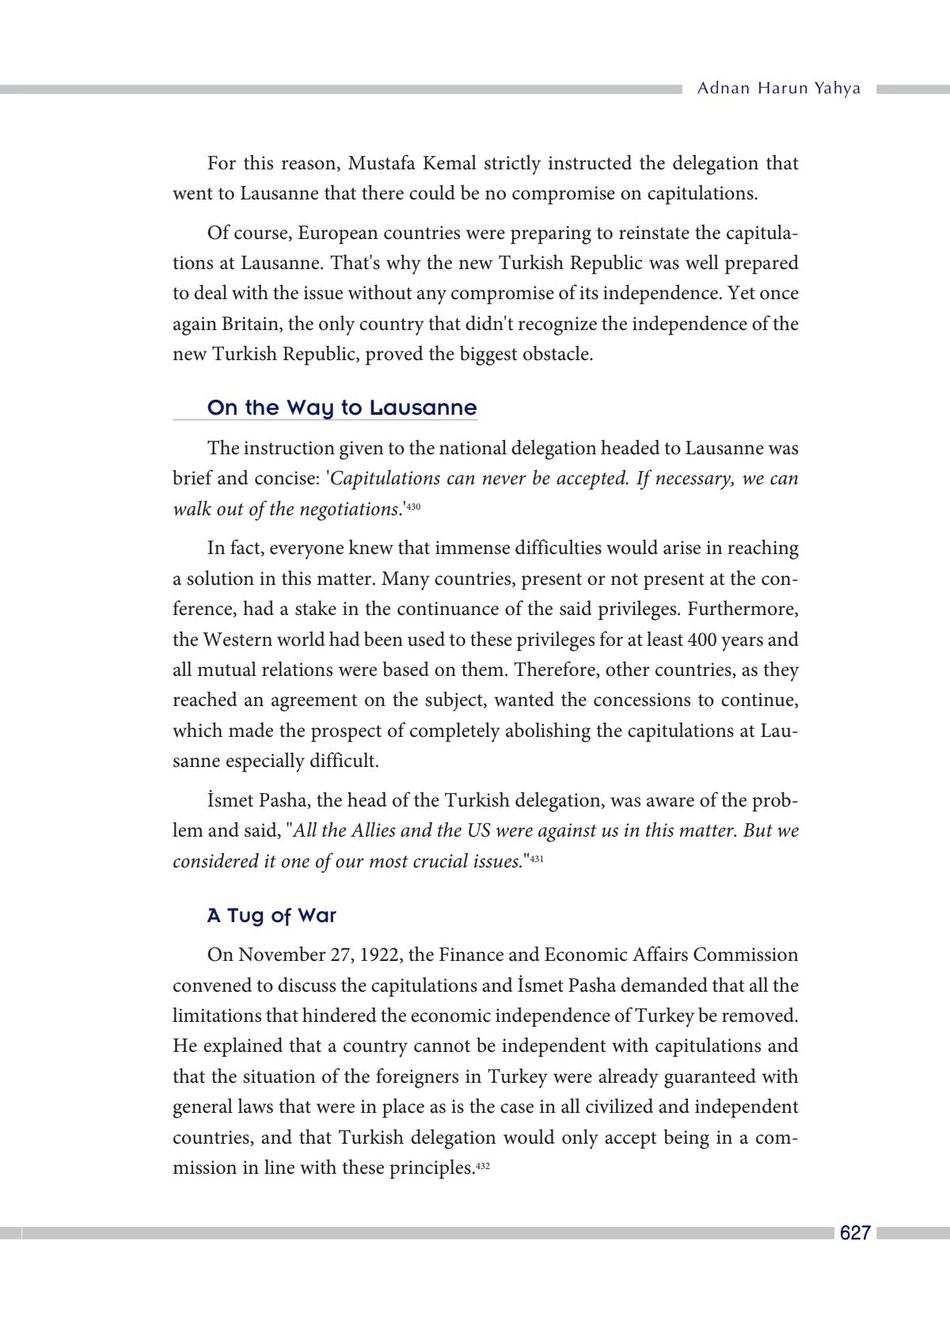 Adnan Harun Yahya
For this reason, Mustafa Kemal strictly instructed the delegation that
went to Lausanne that there could be no compromise on capitulations.
Of course, European countries were preparing to reinstate the capitula-
tions at Lausanne. That's why the new Turkish Republic was well prepared
to deal with the issue without any compromise of its independence. Yet once
again Britain, the only country that didn't recognize the independence of the
new Turkish Republic, proved the biggest obstacle.
On the Way to Lausanne
The instruction given to the national delegation headed to Lausanne was
brief and concise: 'Capitulations can never be accepted. If necessary, we can
walk out of the negotiations.'430
In fact, everyone knew that immense difficulties would arise in reaching
a solution in this matter. Many countries, present or not present at the con-
ference, had a stake in the continuance of the said privileges. Furthermore,
the Western world had been used to these privileges for at least 400 years and
all mutual relations were based on them. Therefore, other countries, as they
reached an agreement on the subject, wanted the concessions to continue,
which made the prospect of completely abolishing the capitulations at Lau-
sanne especially difficult.
İsmet Pasha, the head of the Turkish delegation, was aware of the prob-
lem and said, "All the Allies and the US were against us in this matter. But we
considered it one of our most crucial issues."431
A Tug of War
On November 27, 1922, the Finance and Economic Affairs Commission
convened to discuss the capitulations and İsmet Pasha demanded that all the
limitations that hindered the economic independence of Turkey be removed.
He explained that a country cannot be independent with capitulations and
that the situation of the foreigners in Turkey were already guaranteed with
general laws that were in place as is the case in all civilized and independent
countries, and that Turkish delegation would only accept being in a com-
mission in line with these principles.432
627